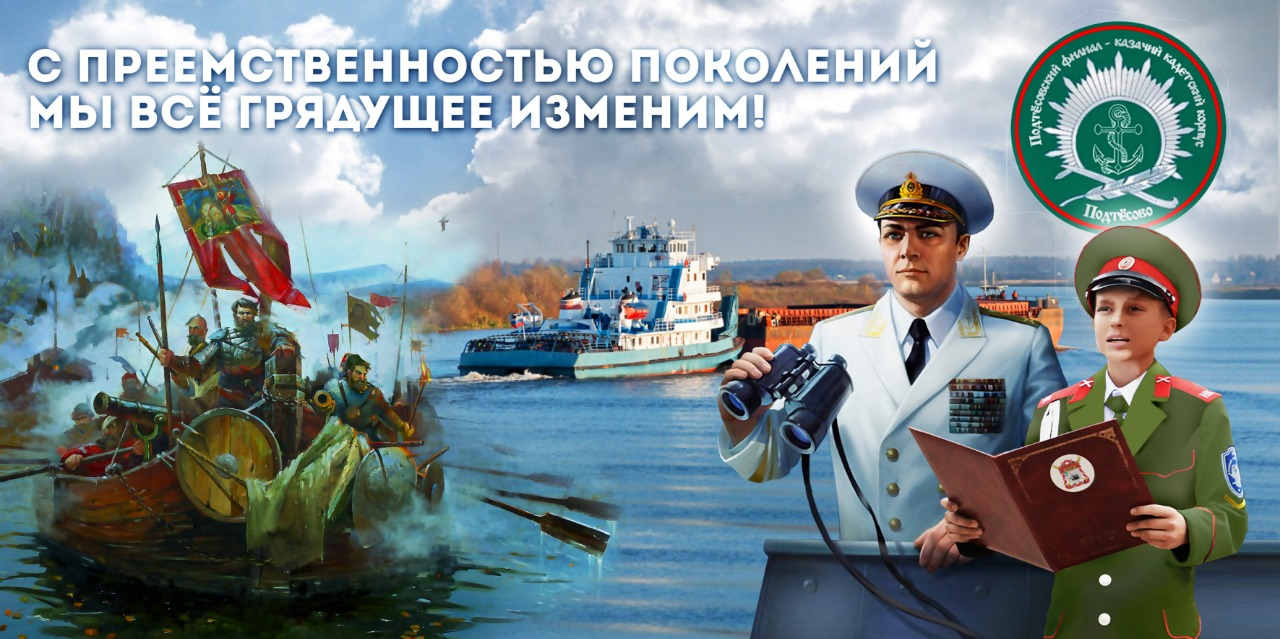 С ПРЕЕМСТВЕННОСТЬЮ ПОКОЛЕНИЙ
МЫ ВСЁ ГРЯДУЩЕЕ ИЗМЕНИМ!
Подтёсовский филиал - казачий кадетский корпус
Подтёсово